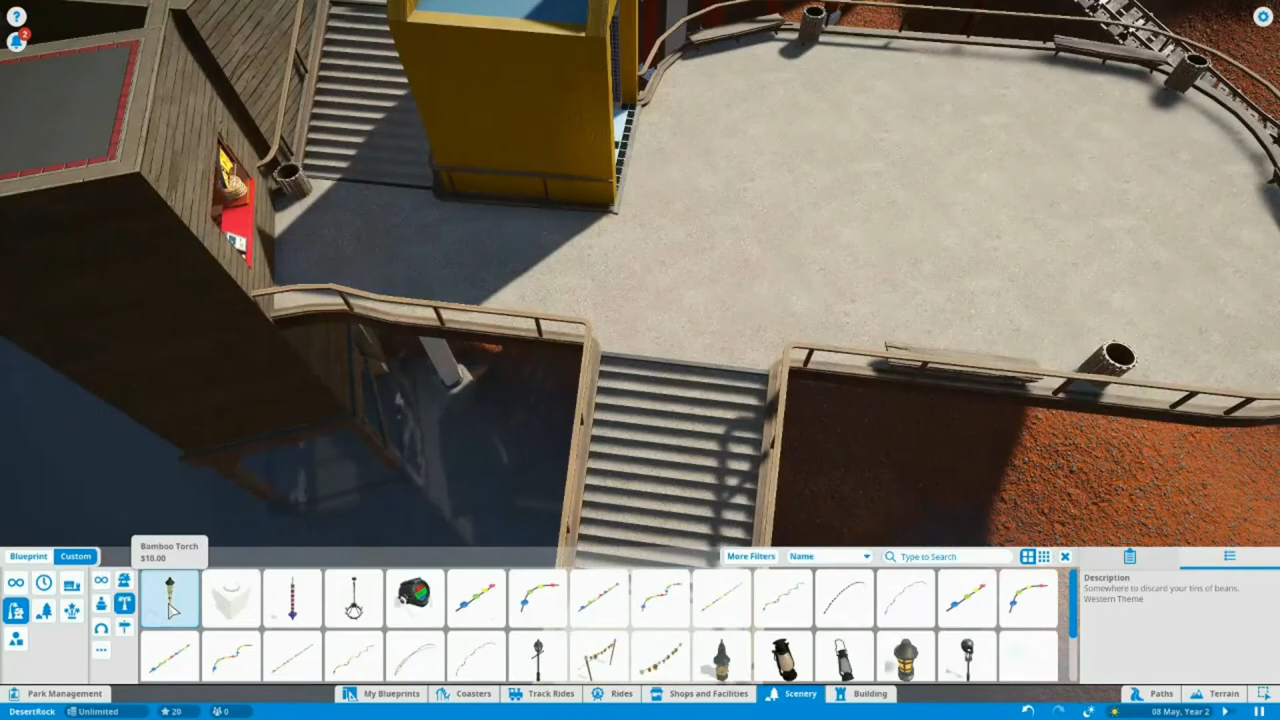 ?
2
Bamboo Torch
$10.00
Blueprint
Custom
More Filters
Name
Type to Search
Description
Somewhere to discard your tins of beans.
Western Theme
Park Management
My Blueprints
Coasters
Track Rides
Rides
Shops and Facilities
Scenery
Building
Paths
Terrain
DesertRock
Unlimited
20
0
08 May, Year 2